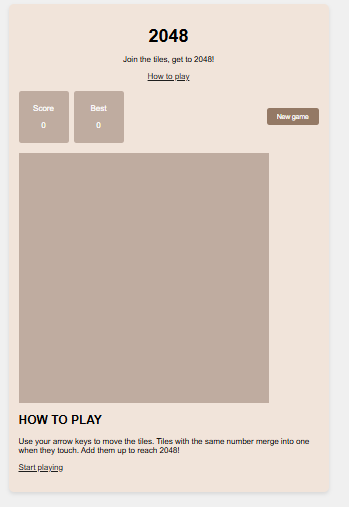 2048
Join the tiles, get to 2048!
How to play
Score
0
Best
0
New game
HOW TO PLAY
Use your arrow keys to move the tiles. Tiles with the same number merge into one
when they touch. Add them up to reach 2048!
Start playing